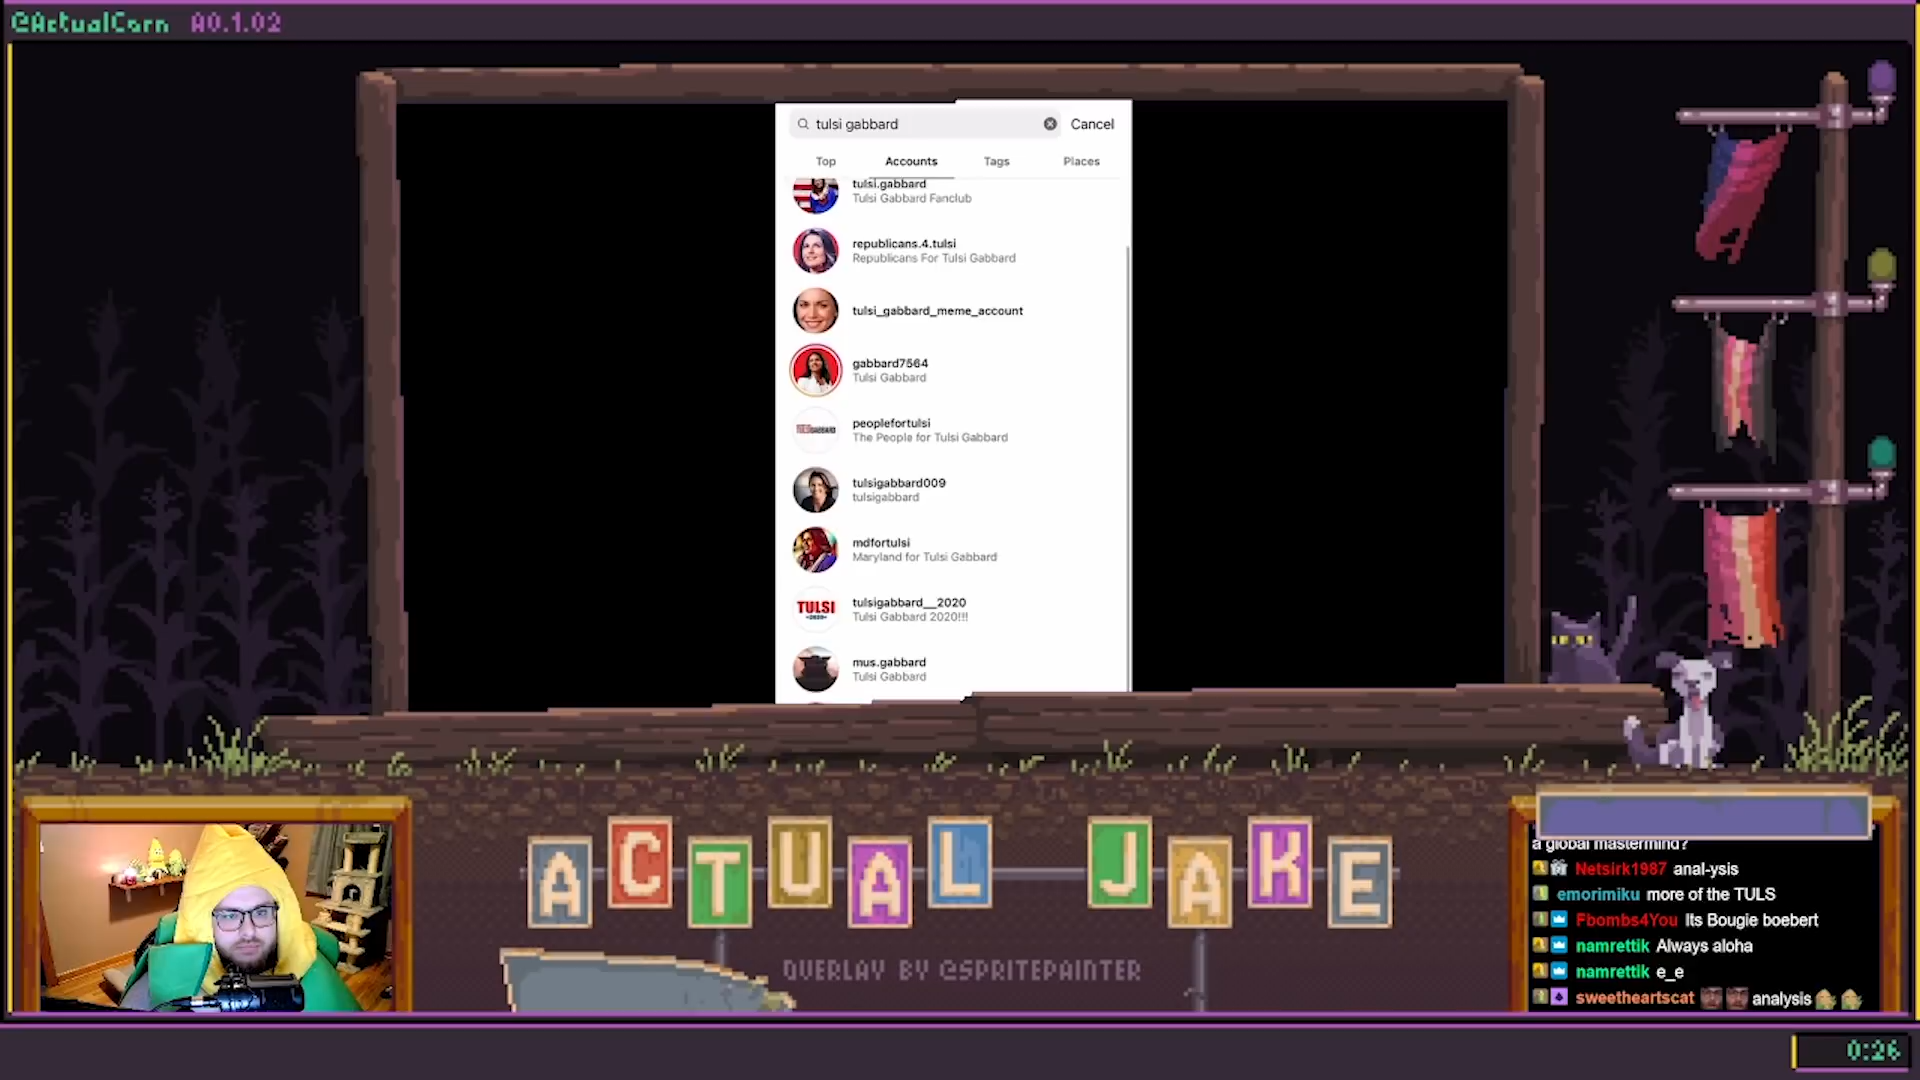 @ActualCorn A0.1.02
tulsi gabbard
Cancel
Top Accounts Tags Places
tulsi.gabbard
Tulsi Gabbard Fanclub
republicans.4.tulsi
Republicans For Tulsi Gabbard
tulsi_gabbard_meme_account
gabbard7564
Tulsi Gabbard
peoplefortulsi
The People for Tulsi Gabbard
tulsigabbard009
tulsigabbard
mdfortulsi
Maryland for Tulsi Gabbard
TULSI
tulsigabbard__2020
Tulsi Gabbard 2020!!!
mus.gabbard
Tulsi Gabbard
ACTUAL JAKE
OVERLAY BY @SPRITEPAINTER
a global mastermind?
Netsirk1987 anal-ysis
emorimiku more of the TULS
Fbombs4You Its Bougie boebert
namrettik Always aloha
namrettik e_e
sweetheartscat analysis
0:26